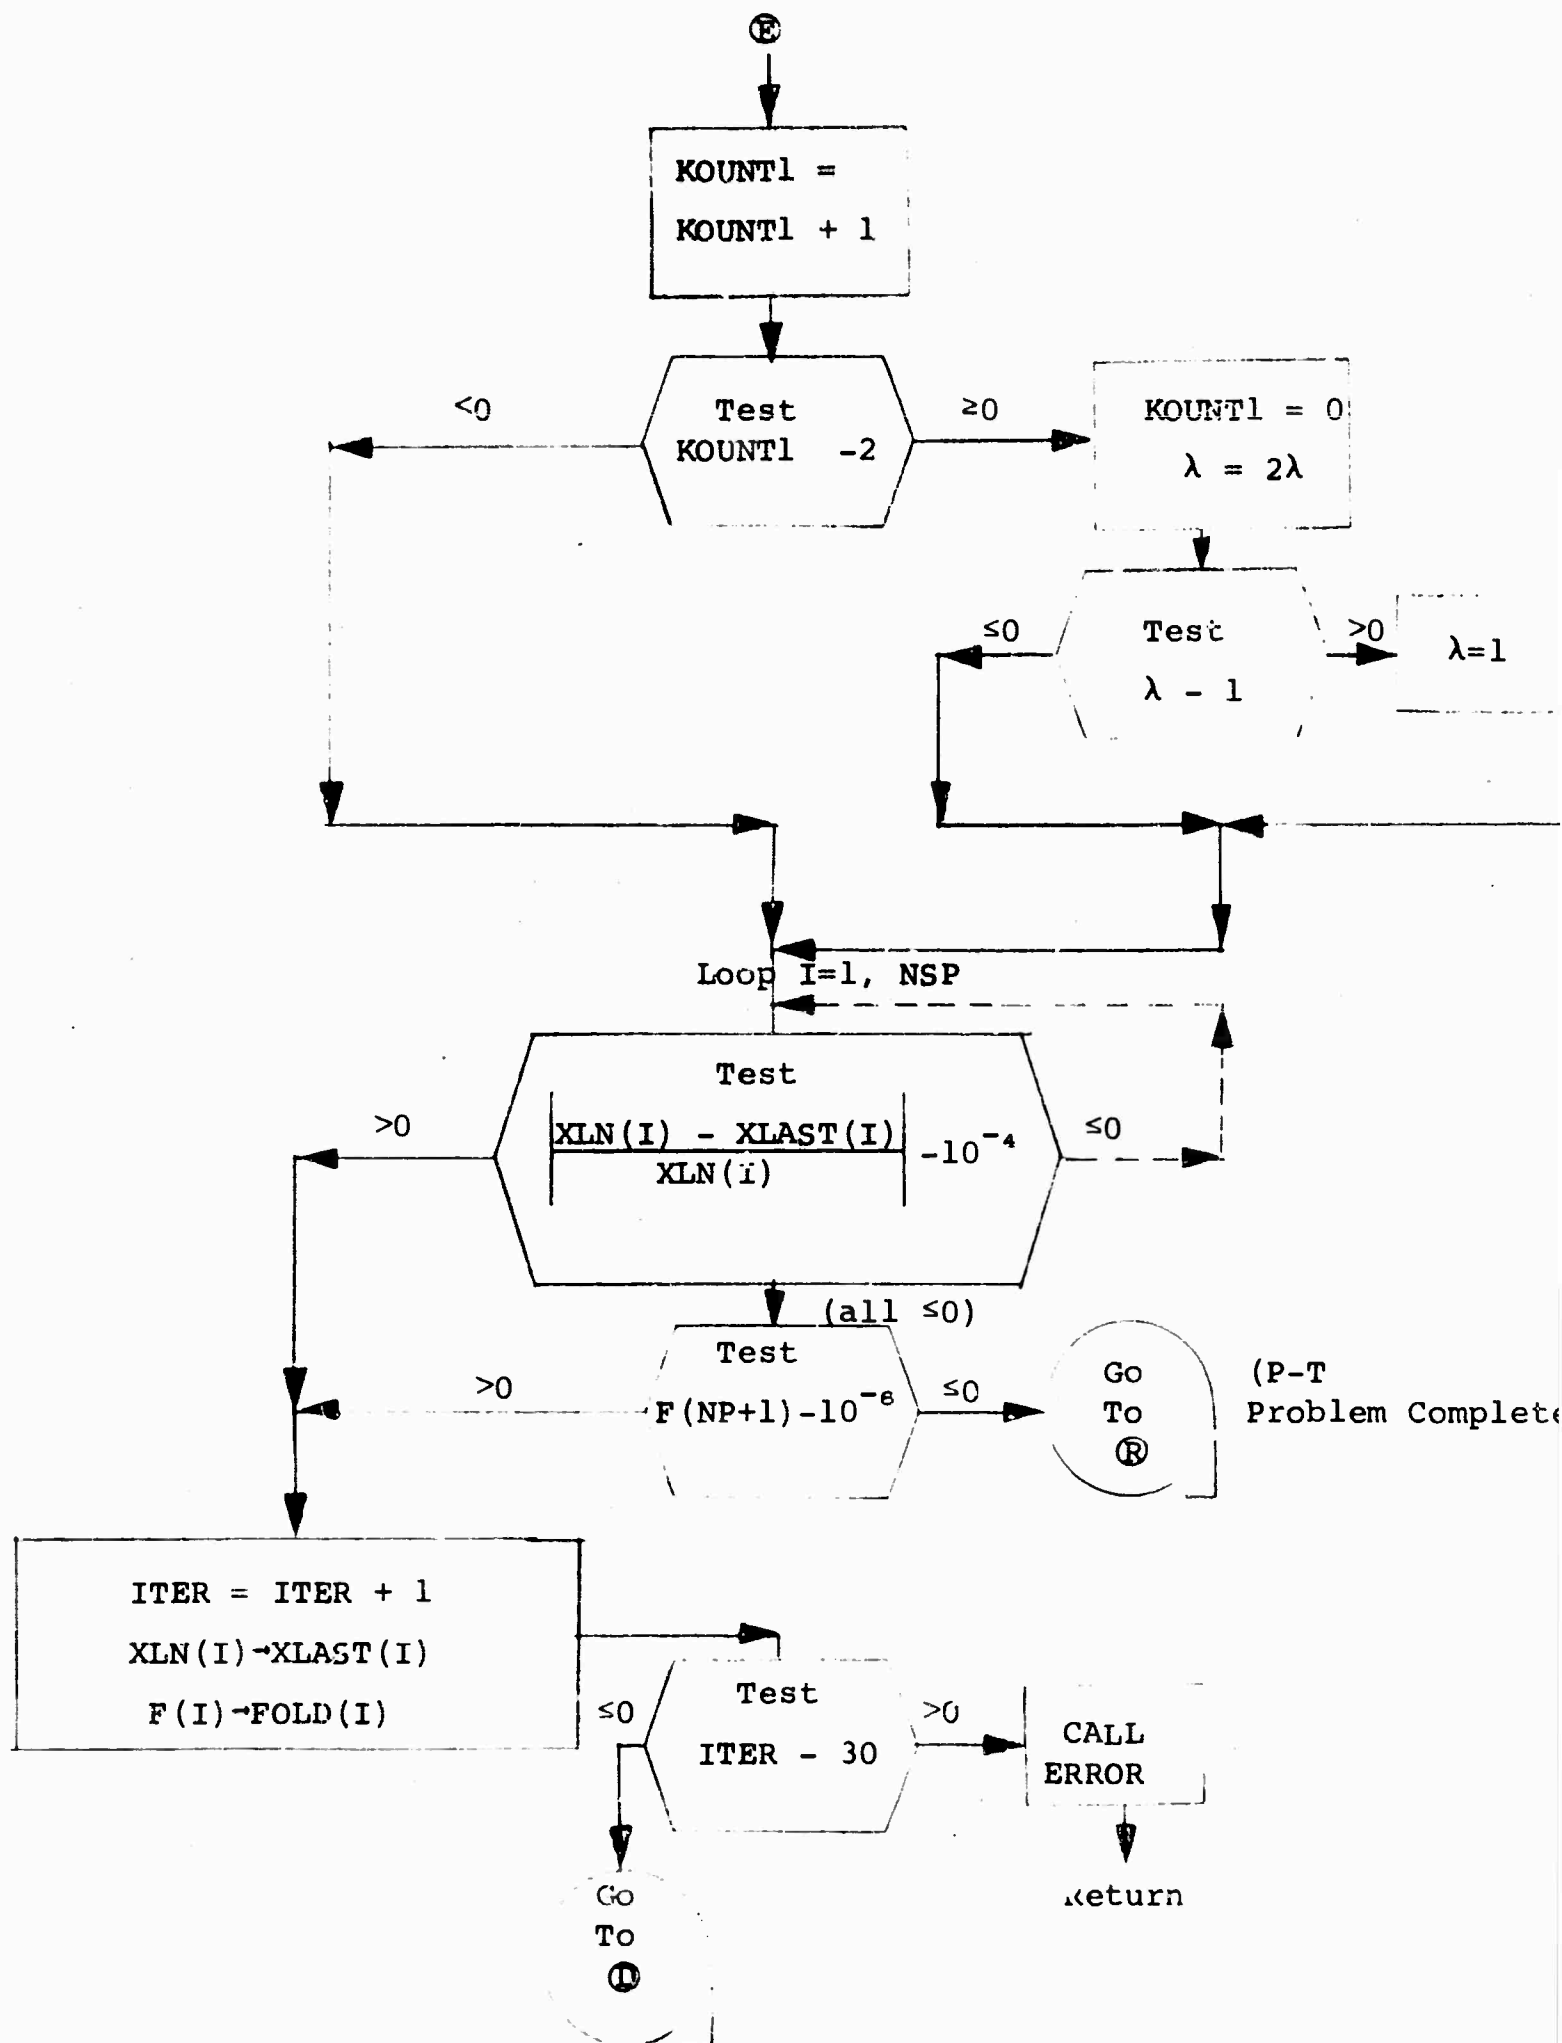 Ⓔ
KOUNT1 =
KOUNT1 + 1
<0
Test
KOUNT1 -2
≥0
KOUNT1 = 0
λ = 2λ
≤0
Test
λ - 1
>0
λ=1
Loop I=1, NSP
>0
Test
|XLN(I) - XLAST(I)
XLN(I)| -10⁻⁴
≤0
(all ≤0)
>0
Test
F(NP+1)-10⁻⁶
≤0
Go
To
Ⓡ
(P-T
Problem Complete
ITER = ITER + 1
XLN(I)→XLAST(I)
F(I)→FOLD(I)
≤0
Test
ITER - 30
>0
CALL
ERROR
Return
Go
To